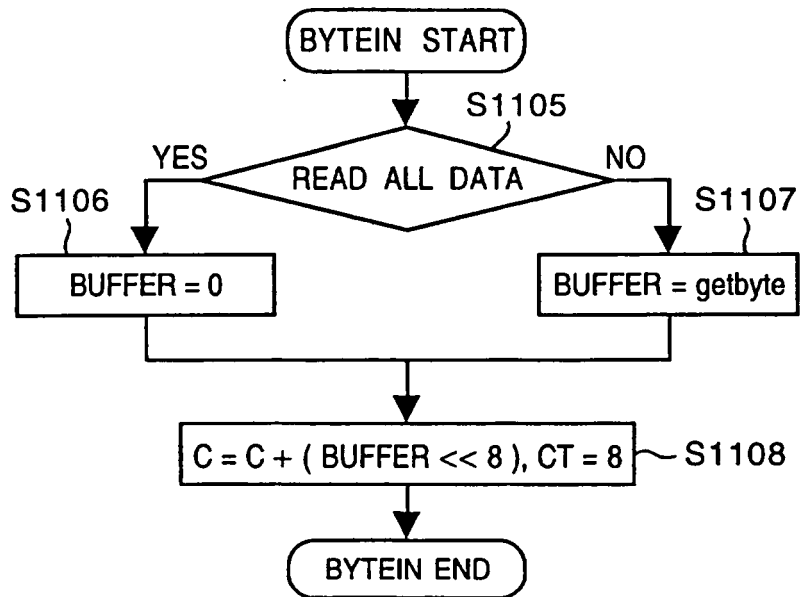 BYTEIN START
S1105
YES
READ ALL DATA
NO
S1106
S1107
BUFFER = 0
BUFFER = getbyte
C = C + ( BUFFER << 8 ), CT = 8
S1108
BYTEIN END